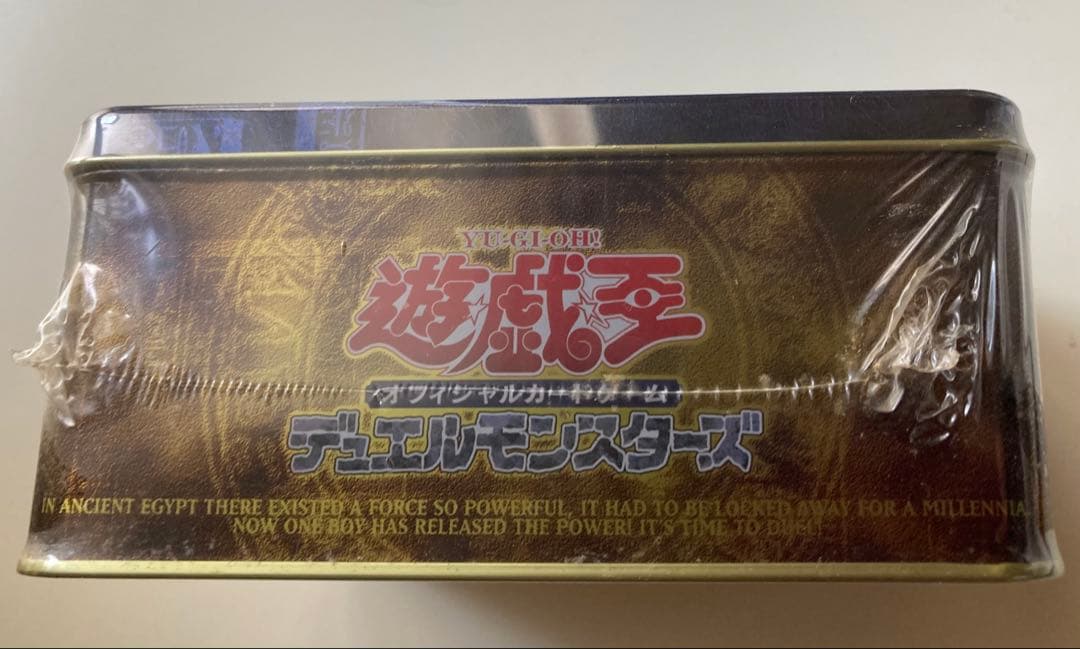 YU-GI-OH!
遊戯王
オフィシャルカードゲーム
デュエルモンスターズ
IN ANCIENT EGYPT THERE EXISTED A FORCE SO POWERFUL, IT HAD TO BE LOCKED AWAY FOR A MILLENNIA.
NOW ONE BOY HAS RELEASED THE POWER! IT'S TIME TO DUEL!